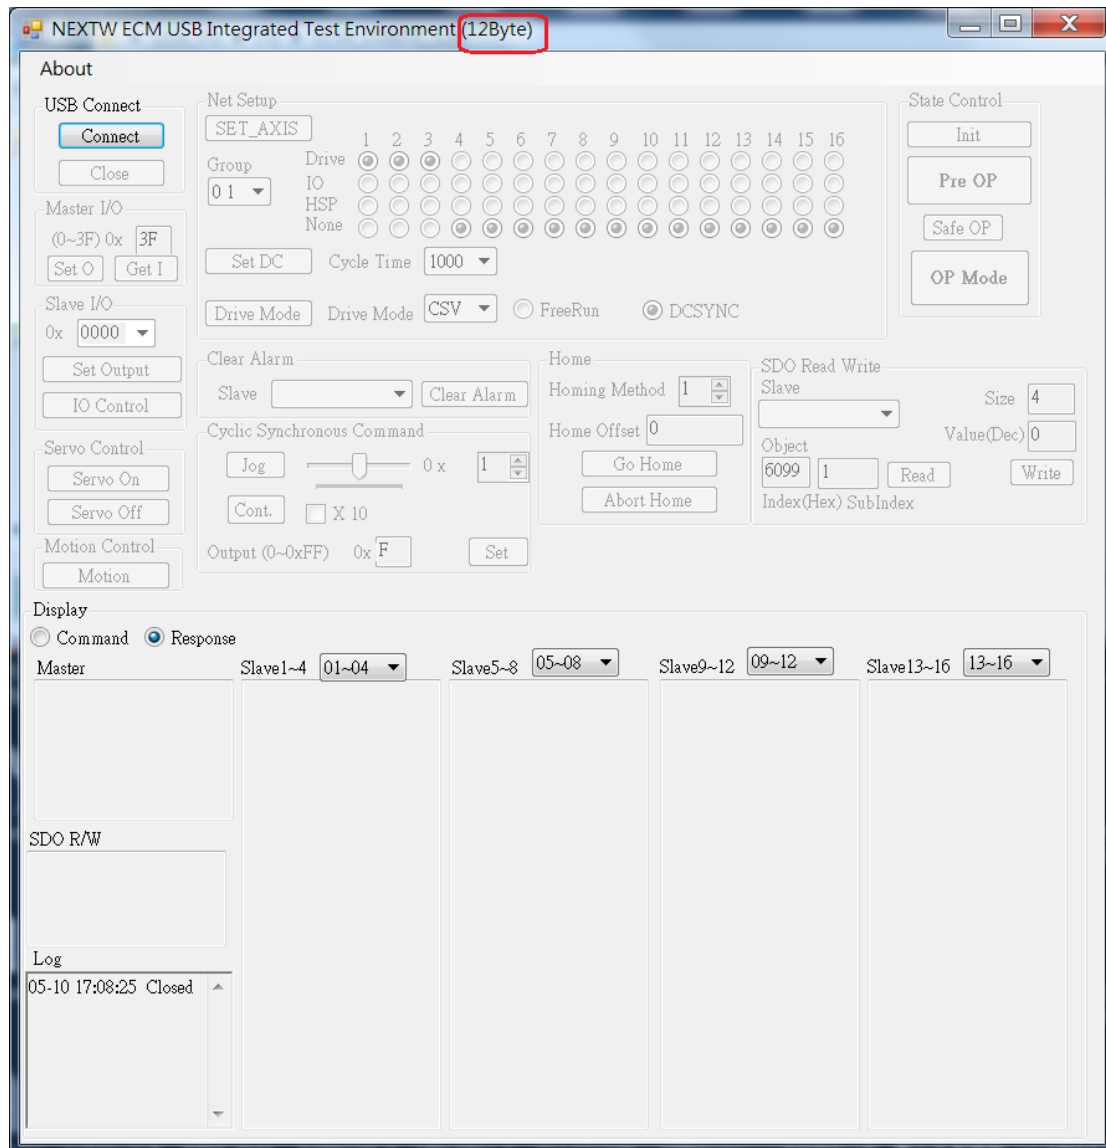 NEXTW ECM USB Integrated Test Environment (12Byte)
About
USB Connect
Connect
Close
Master I/O
(0~3F) 0x 3F
Set O Get I
Slave I/O
0x 0000
Set Output
IO Control
Servo Control
Servo On
Servo Off
Motion Control
Motion
Net Setup
SET_AXIS
1 2 3 4 5 6 7 8 9 10 11 12 13 14 15 16
Group
0 1
Drive
IO
HSP
None
Set DC Cycle Time 1000
Drive Mode Drive Mode CSV FreeRun DCSYNC
State Control
Init
Pre OP
Safe OP
OP Mode
Clear Alarm
Slave Clear Alarm
Cyclic Synchronous Command
Jog 0 x 1
Cont. X 10
Output (0~0xFF) 0x F Set
Home
Homing Method 1
Home Offset 0
Go Home
Abort Home
SDO Read Write
Slave
Size 4
Value(Dec) 0
Object
6099 1 Read Write
Index(Hex) SubIndex
Display
Command Response
Master
Slave1~4 01~04
Slave5~8 05~08
Slave9~12 09~12
Slave13~16 13~16
SDO R/W
Log
05-10 17:08:25 Closed